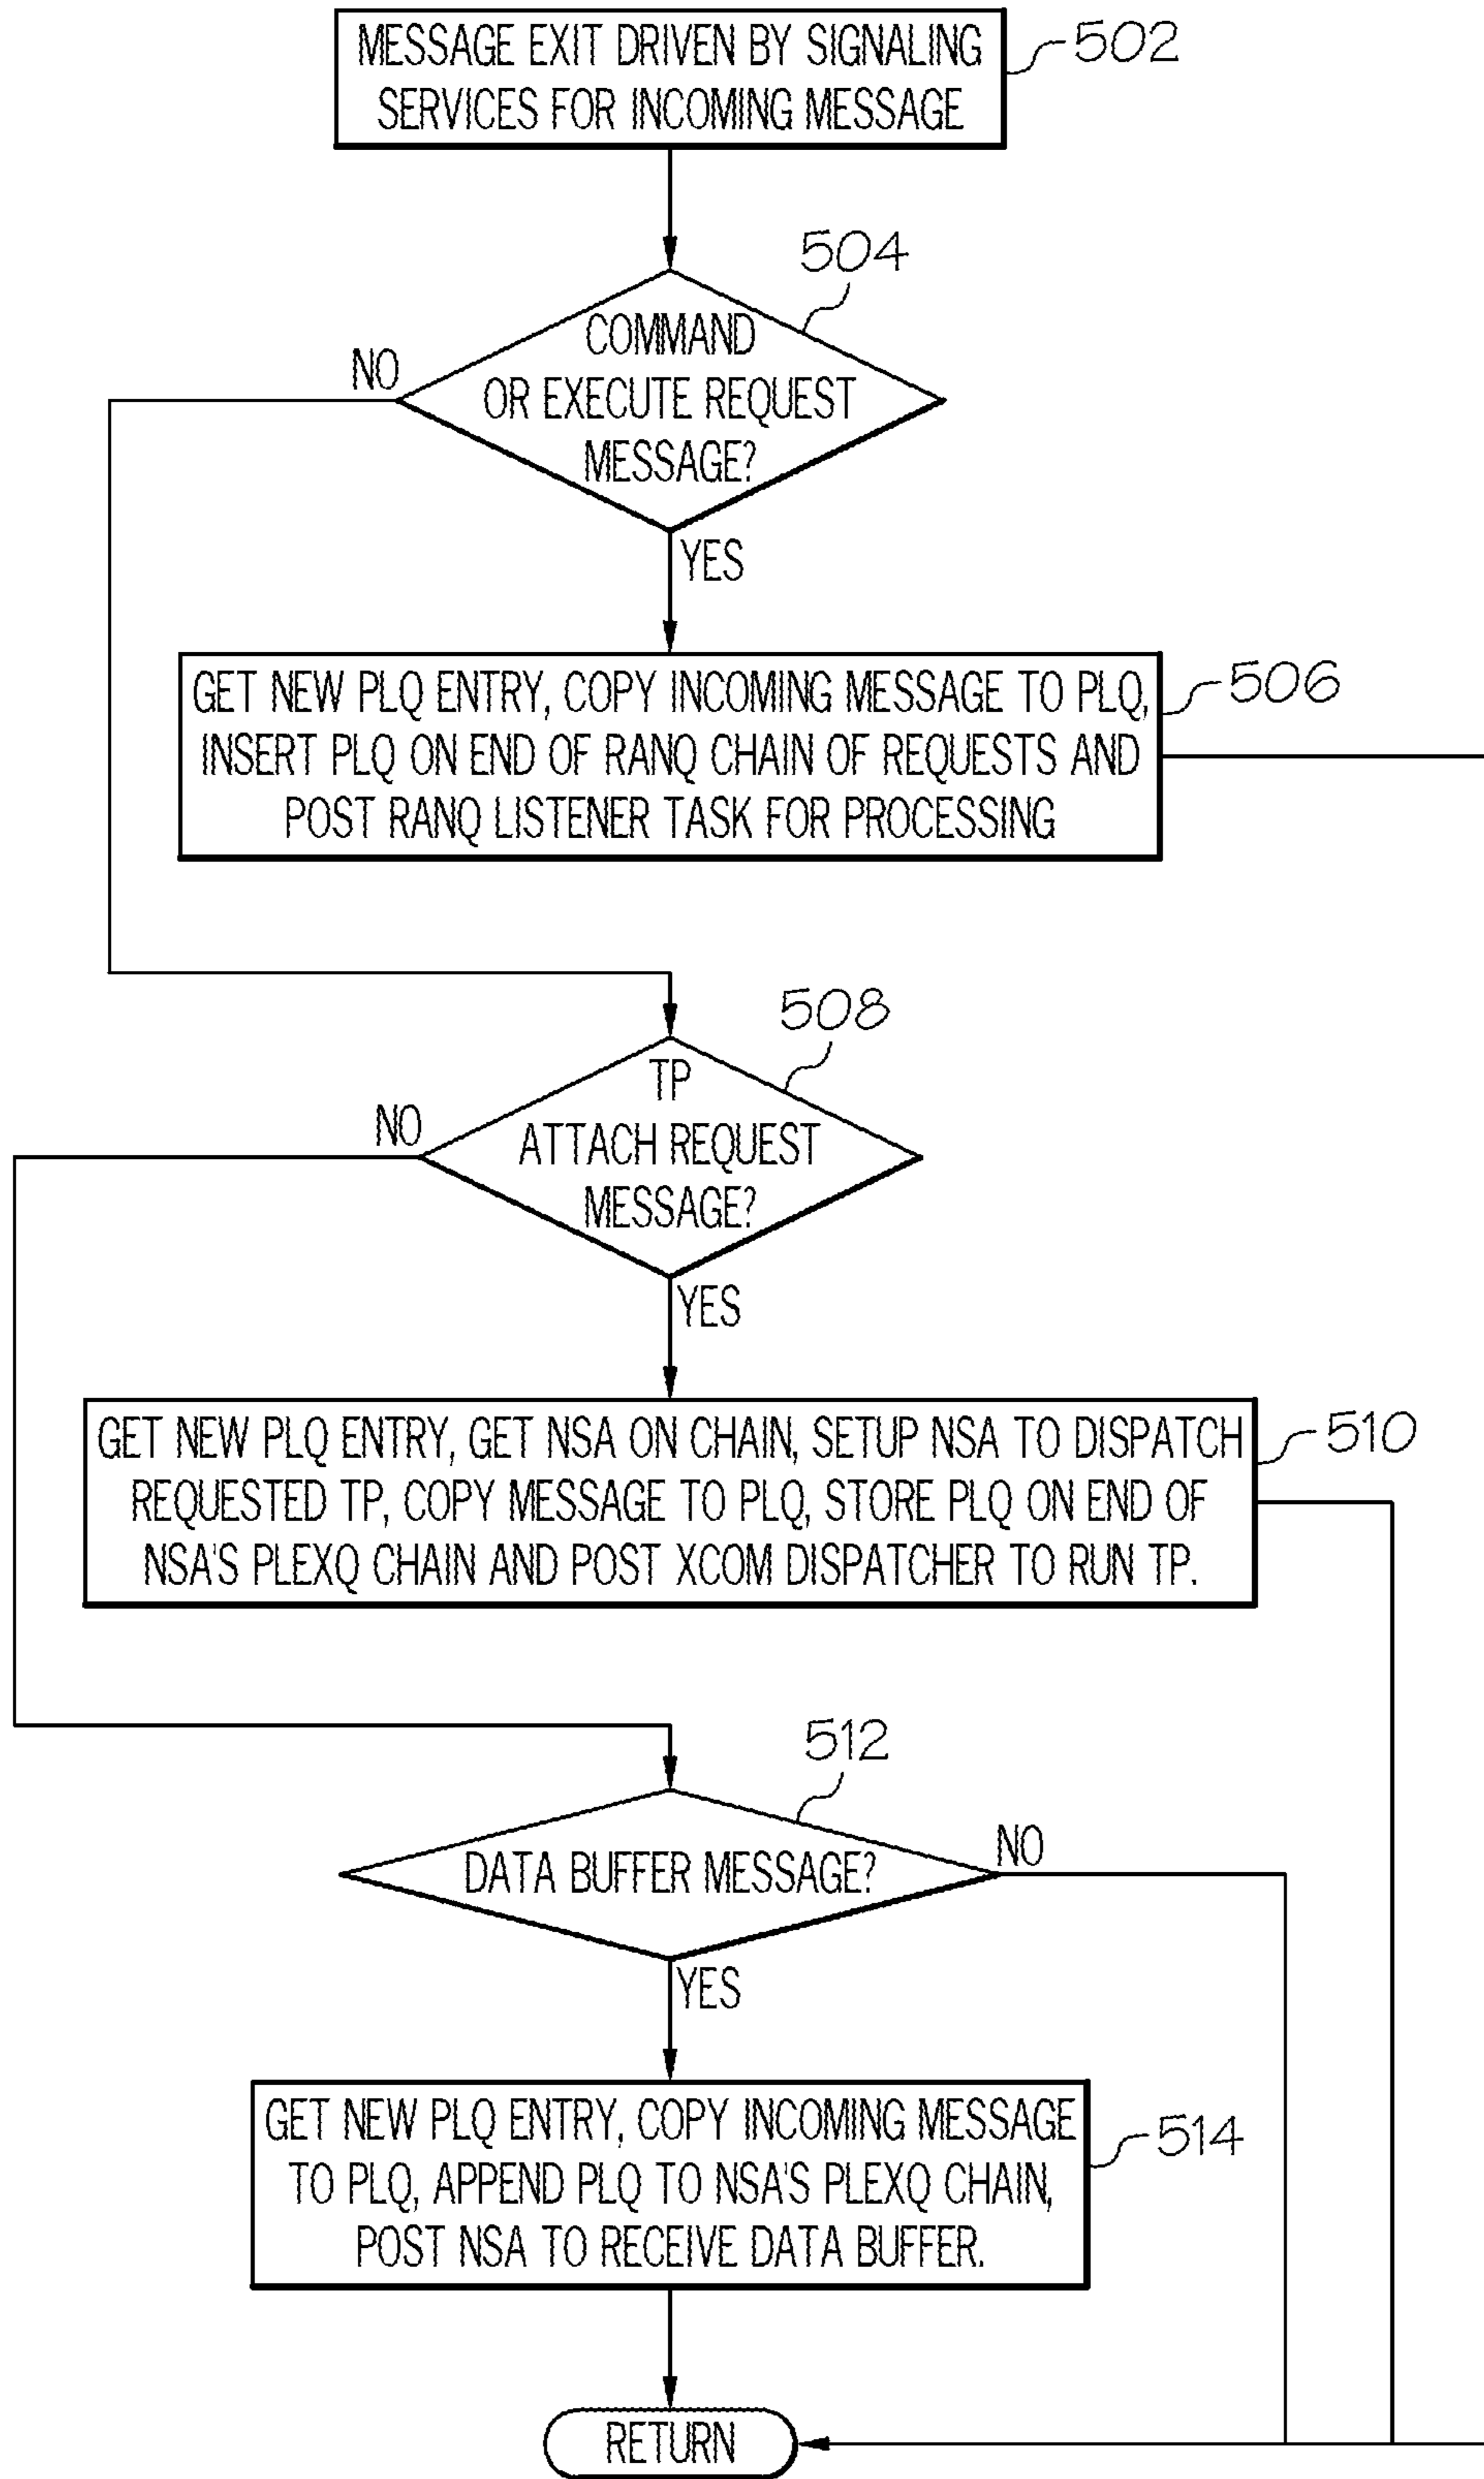 MESSAGE EXIT DRIVEN BY SIGNALING
SERVICES FOR INCOMING MESSAGE
502
504
COMMAND
OR EXECUTE REQUEST
MESSAGE?
NO
YES
GET NEW PLQ ENTRY, COPY INCOMING MESSAGE TO PLQ,
INSERT PLQ ON END OF RANQ CHAIN OF REQUESTS AND
POST RANQ LISTENER TASK FOR PROCESSING
506
508
TP
ATTACH REQUEST
MESSAGE?
NO
YES
GET NEW PLQ ENTRY, GET NSA ON CHAIN, SETUP NSA TO DISPATCH
REQUESTED TP, COPY MESSAGE TO PLQ, STORE PLQ ON END OF
NSA'S PLEXQ CHAIN AND POST XCOM DISPATCHER TO RUN TP.
510
512
DATA BUFFER MESSAGE?
NO
YES
GET NEW PLQ ENTRY, COPY INCOMING MESSAGE
TO PLQ, APPEND PLQ TO NSA'S PLEXQ CHAIN,
POST NSA TO RECEIVE DATA BUFFER.
514
RETURN